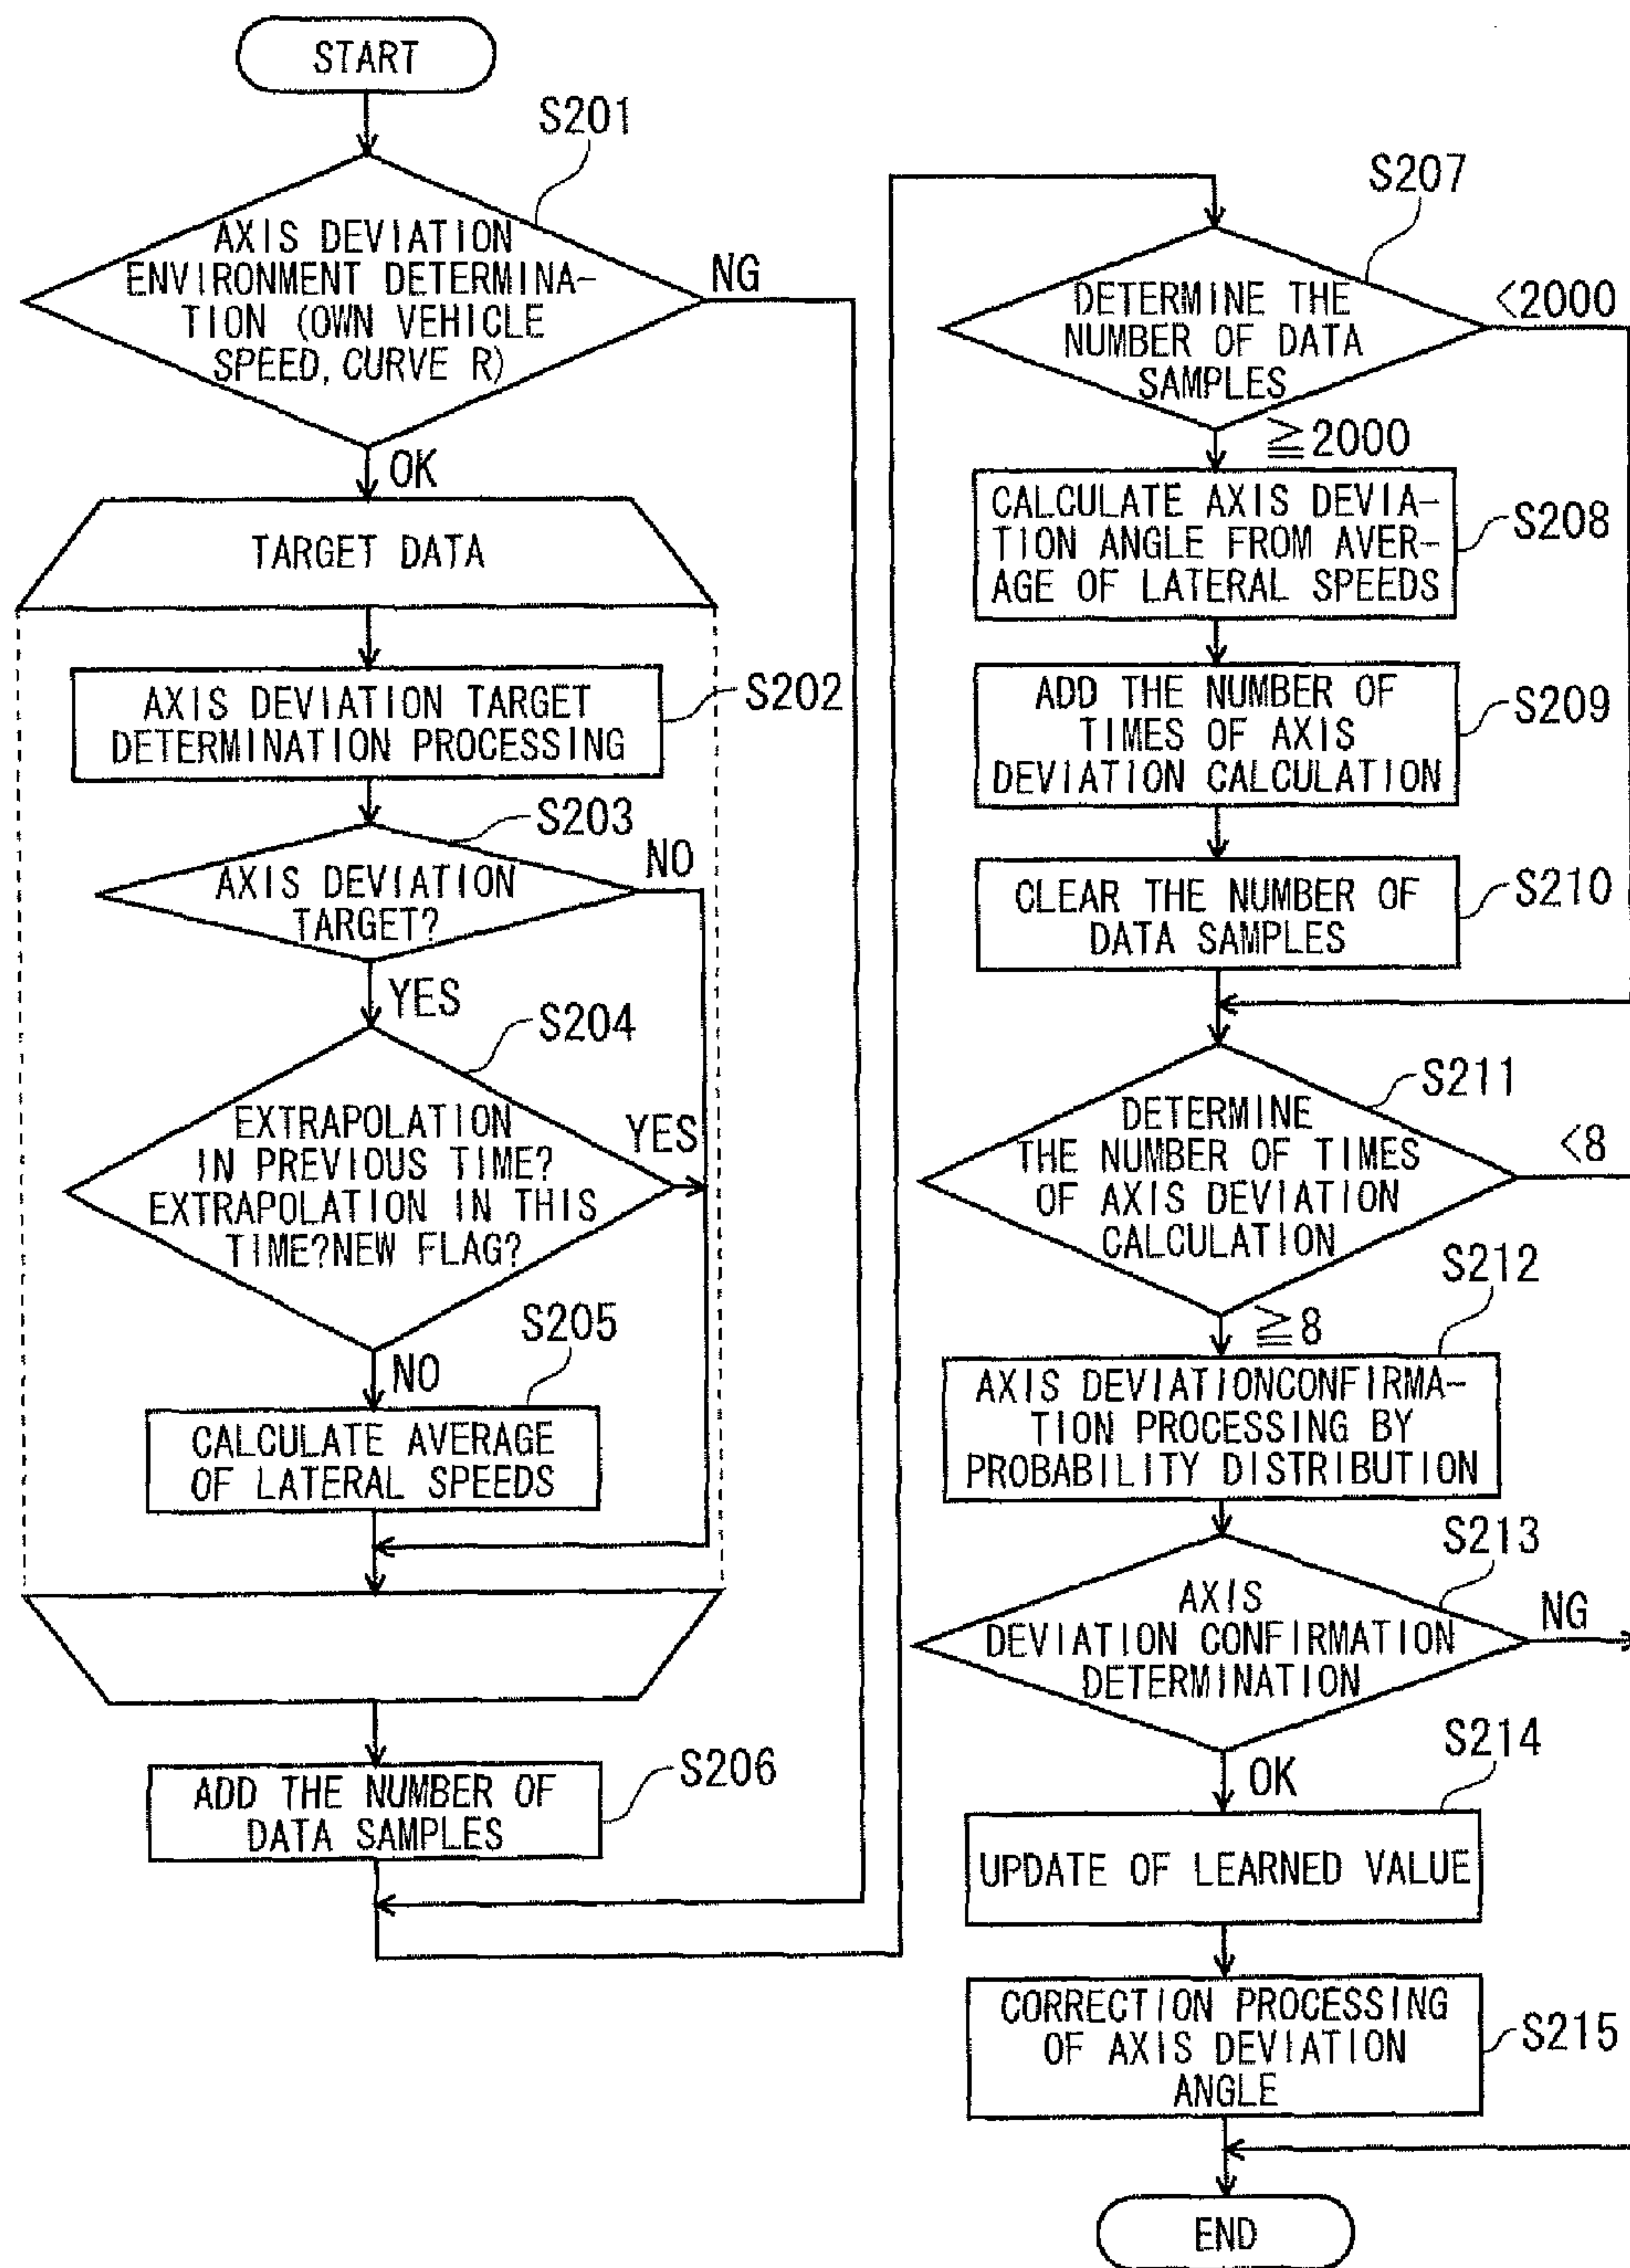 START
S201
AXIS DEVIATION
ENVIRONMENT DETERMINA-
TION (OWN VEHICLE
SPEED, CURVE R)
NG
OK
TARGET DATA
AXIS DEVIATION TARGET
DETERMINATION PROCESSING
S202
S203
AXIS DEVIATION
TARGET?
NO
YES
S204
EXTRAPOLATION
IN PREVIOUS TIME?
EXTRAPOLATION IN THIS
TIME?NEW FLAG?
YES
NO
S205
CALCULATE AVERAGE
OF LATERAL SPEEDS
S206
ADD THE NUMBER OF
DATA SAMPLES
S207
DETERMINE THE
NUMBER OF DATA
SAMPLES
<2000
≧2000
CALCULATE AXIS DEVIA-
TION ANGLE FROM AVER-
AGE OF LATERAL SPEEDS
S208
ADD THE NUMBER OF
TIMES OF AXIS
DEVIATION CALCULATION
S209
CLEAR THE NUMBER OF
DATA SAMPLES
S210
S211
DETERMINE
THE NUMBER OF TIMES
OF AXIS DEVIATION
CALCULATION
<8
≧8
S212
AXIS DEVIATIONCONFIRMA-
TION PROCESSING BY
PROBABILITY DISTRIBUTION
S213
AXIS
DEVIATION CONFIRMATION
DETERMINATION
NG
OK
S214
UPDATE OF LEARNED VALUE
CORRECTION PROCESSING
OF AXIS DEVIATION
ANGLE
S215
END